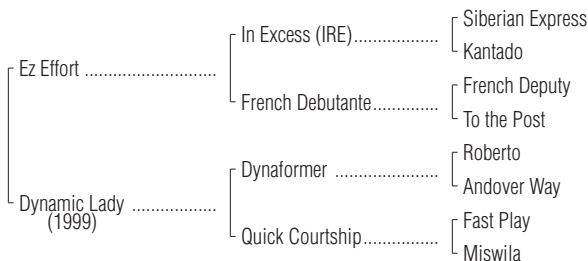 Siberian Express
In Excess (IRE)..................
Kantado
Ez Effort ............................
French Deputy
French Debutante..............
To the Post
Roberto
Dynaformer ......................
Andover Way
Dynamic Lady ..................
(1999)
Fast Play
Quick Courtship................
Miswila